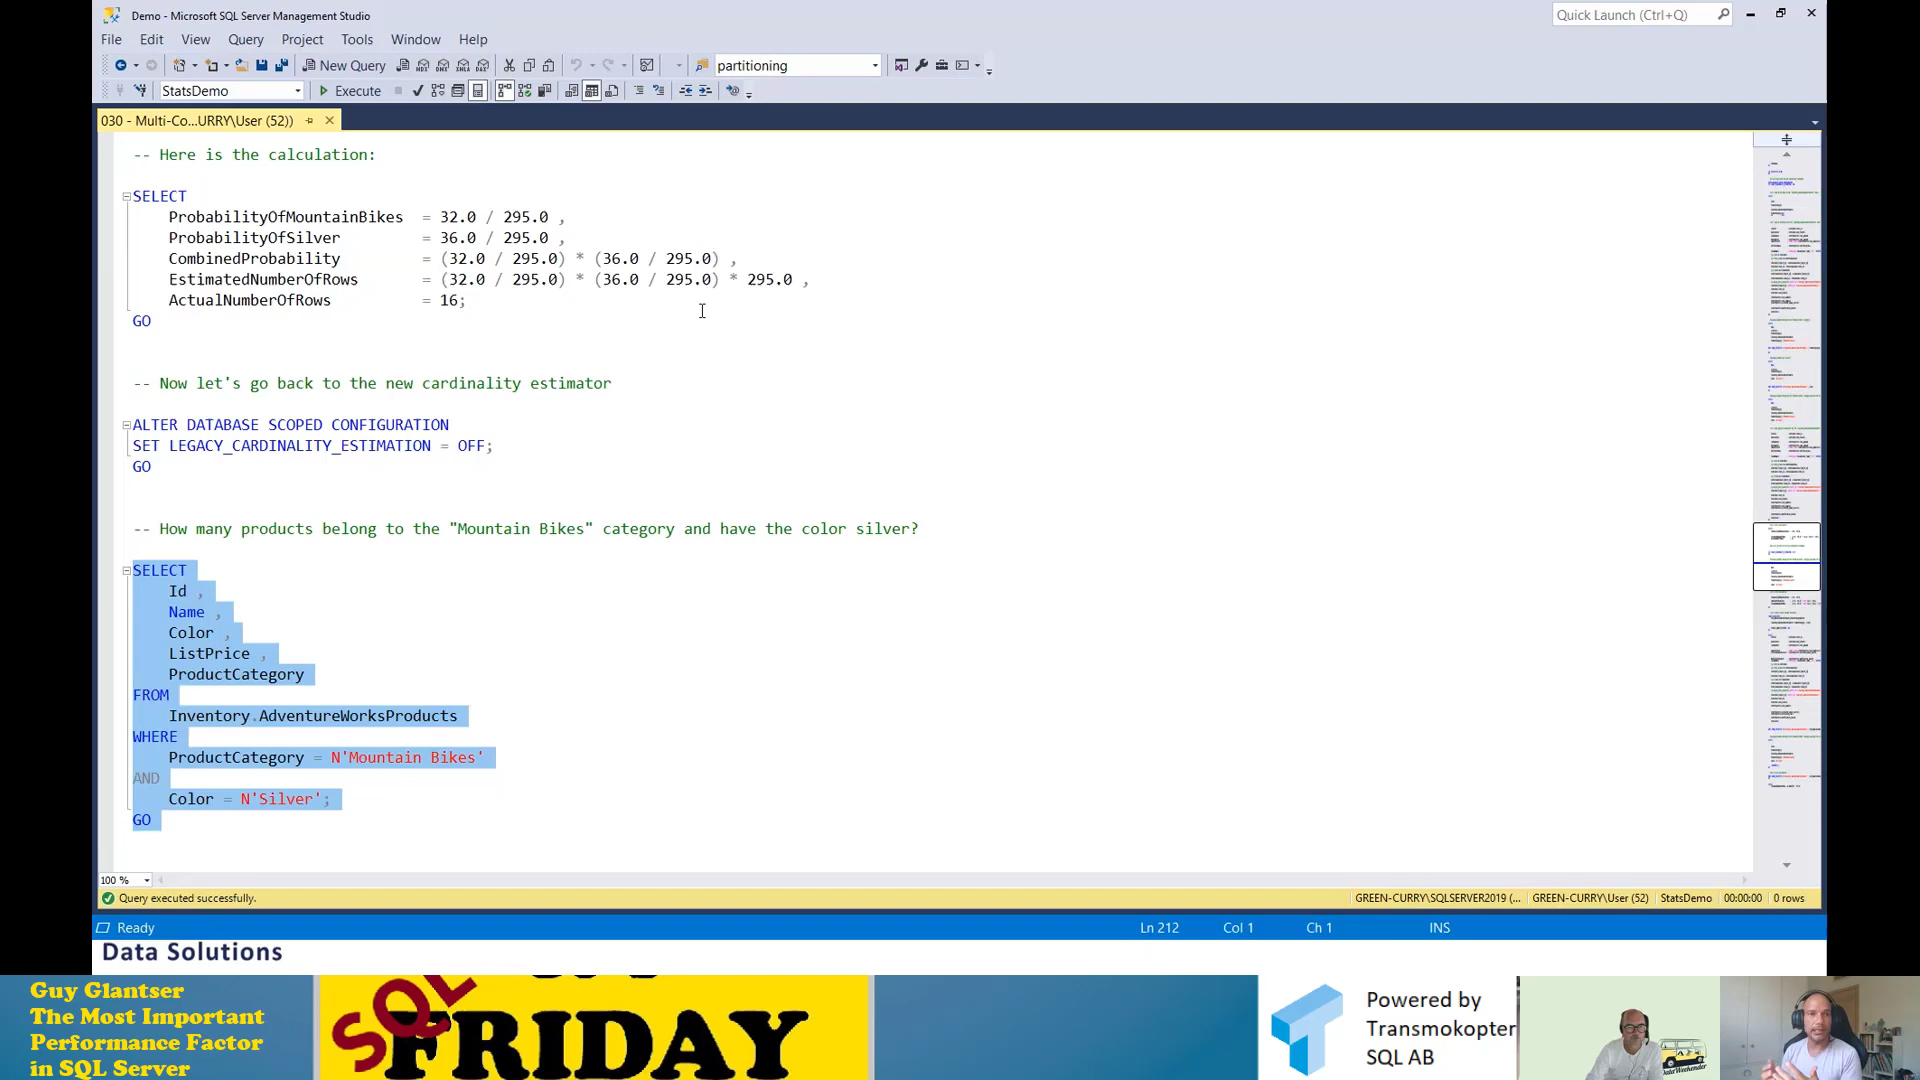 Demo - Microsoft SQL Server Management Studio
Quick Launch (Ctrl+Q)
File Edit View Query Project Tools Window Help
New Query
partitioning
StatsDemo
Execute
030 - Multi-Co...URRY\User (52))
-- Here is the calculation:
SELECT
ProbabilityOfMountainBikes = 32.0 / 295.0 ,
ProbabilityOfSilver = 36.0 / 295.0 ,
CombinedProbability = (32.0 / 295.0) * (36.0 / 295.0) ,
EstimatedNumberOfRows = (32.0 / 295.0) * (36.0 / 295.0) * 295.0 ,
ActualNumberOfRows = 16;
GO
-- Now let's go back to the new cardinality estimator
ALTER DATABASE SCOPED CONFIGURATION
SET LEGACY_CARDINALITY_ESTIMATION = OFF;
GO
-- How many products belong to the "Mountain Bikes" category and have the color silver?
SELECT
Id ,
Name ,
Color ,
ListPrice ,
ProductCategory
FROM
Inventory.AdventureWorksProducts
WHERE
ProductCategory = N'Mountain Bikes'
AND
Color = N'Silver';
GO
100 %
Query executed successfully.
GREEN-CURRY\SQLSERVER2019 (... GREEN-CURRY\User (52) StatsDemo 00:00:00 0 rows
Ready
Ln 212 Col 1 Ch 1 INS
Data Solutions
Guy Glantser
The Most Important
Performance Factor
in SQL Server
SQL
FRIDAY
Powered by
Transmokopter
SQL AB
DataWeekender